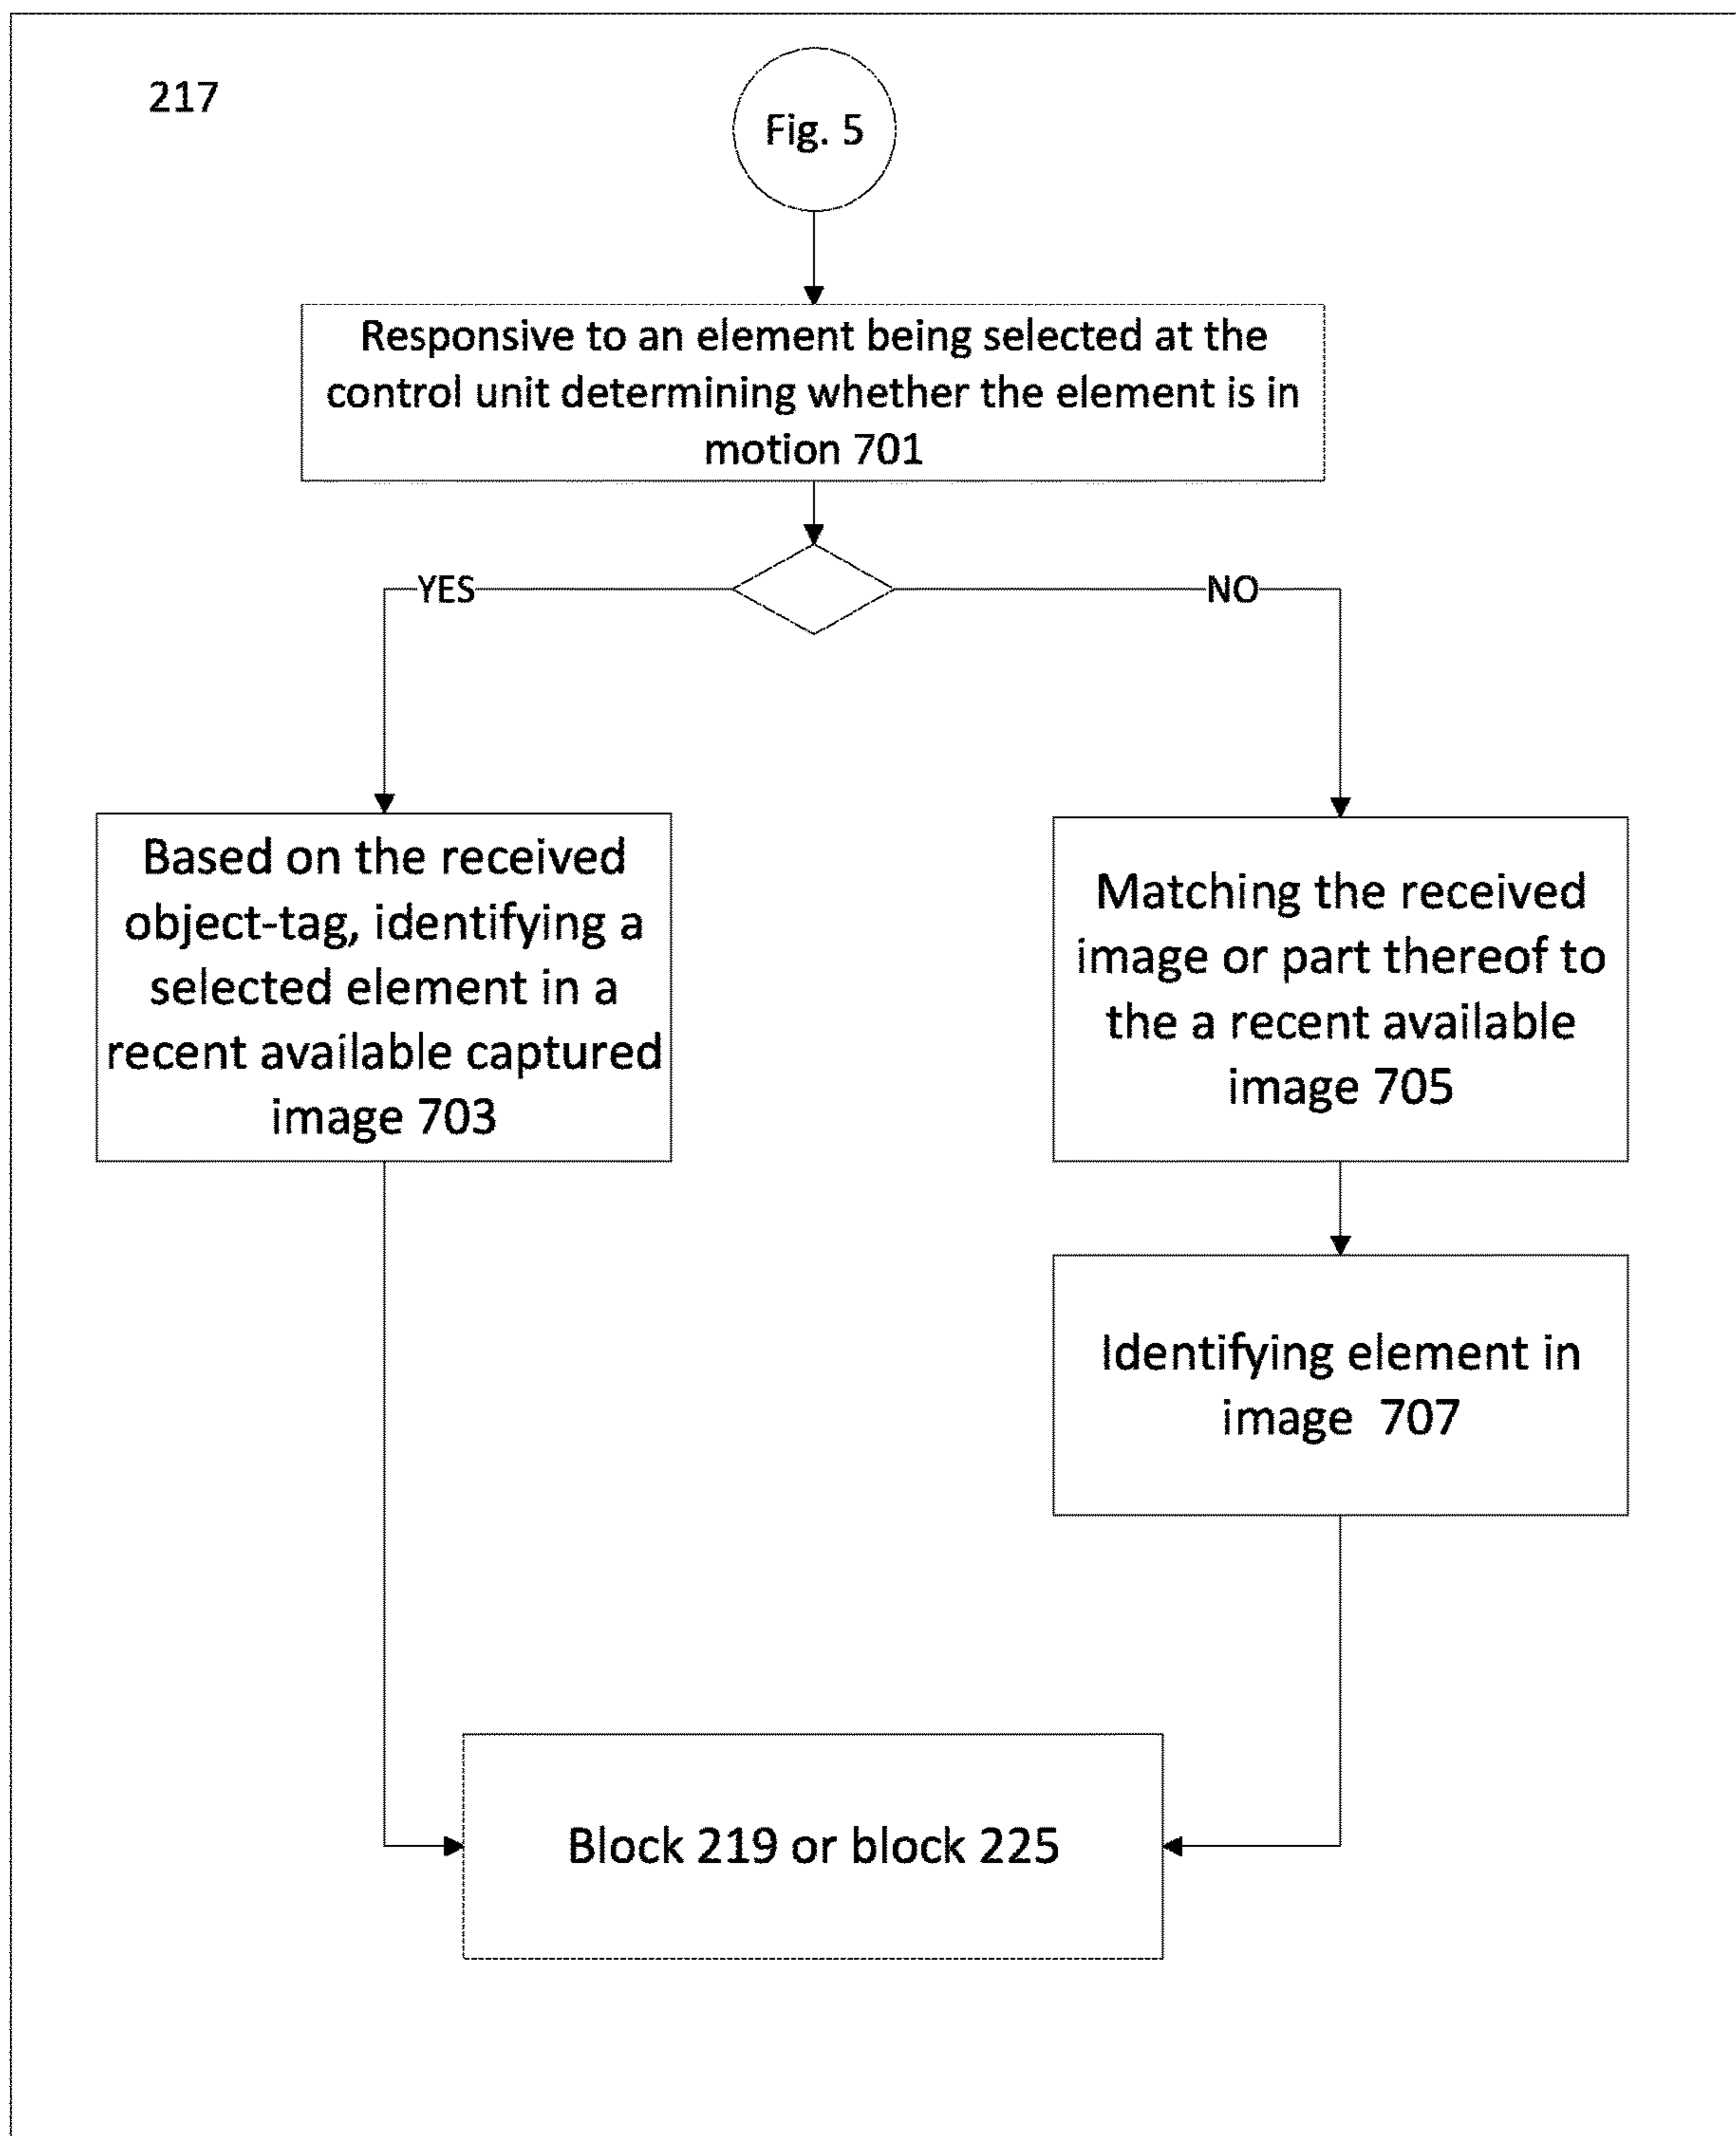 217
Fig. 5
Responsive to an element being selected at the
control unit determining whether the element is in
motion 701
YES
NO
Based on the received
object-tag, identifying a
selected element in a
recent available captured
image 703
Matching the received
image or part thereof to
the a recent available
image 705
Identifying element in
image 707
Block 219 or block 225